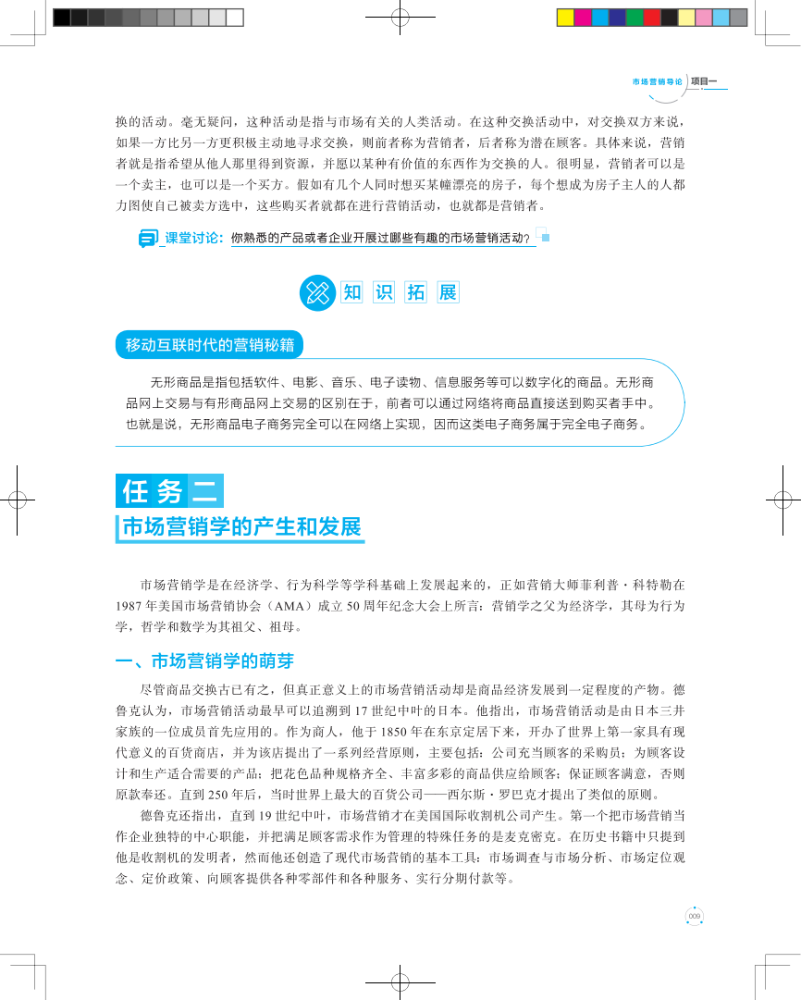 市场营销导论 项目一
换的活动。毫无疑问，这种活动是指与市场有关的人类活动。在这种交换活动中，对交换双方来说，
如果一方比另一方更积极主动地寻求交换，则前者称为营销者，后者称为潜在顾客。具体来说，营销
者就是指希望从他人那里得到资源，并愿以某种有价值的东西作为交换的人。很明显，营销者可以是
一个卖主，也可以是一个买方。假如有几个人同时想买某幢漂亮的房子，每个想成为房子主人的人都
力图使自己被卖方选中，这些购买者就都在进行营销活动，也就都是营销者。
课堂讨论：你熟悉的产品或者企业开展过哪些有趣的市场营销活动？
知识拓展
移动互联时代的营销秘籍
无形商品是指包括软件、电影、音乐、电子读物、信息服务等可以数字化的商品。无形商
品网上交易与有形商品网上交易的区别在于，前者可以通过网络将商品直接送到购买者手中。
也就是说，无形商品电子商务完全可以在网络上实现，因而这类电子商务属于完全电子商务。
任务二
市场营销学的产生和发展
市场营销学是在经济学、行为科学等学科基础上发展起来的，正如营销大师菲利普·科特勒在
1987 年美国市场营销协会（AMA）成立 50 周年纪念大会上所言：营销学之父为经济学，其母为行为
学，哲学和数学为其祖父、祖母。
一、市场营销学的萌芽
尽管商品交换古已有之，但真正意义上的市场营销活动却是商品经济发展到一定程度的产物。德
鲁克认为，市场营销活动最早可以追溯到 17 世纪中叶的日本。他指出，市场营销活动是由日本三井
家族的一位成员首先应用的。作为商人，他于 1850 年在东京定居下来，开办了世界上第一家具有现
代意义的百货商店，并为该店提出了一系列经营原则，主要包括：公司充当顾客的采购员；为顾客设
计和生产适合需要的产品；把花色品种规格齐全、丰富多彩的商品供应给顾客；保证顾客满意，否则
原款奉还。直到 250 年后，当时世界上最大的百货公司——西尔斯·罗巴克才提出了类似的原则。
德鲁克还指出，直到 19 世纪中叶，市场营销才在美国国际收割机公司产生。第一个把市场营销当
作企业独特的中心职能，并把满足顾客需求作为管理的特殊任务的是麦克密克。在历史书籍中只提到
他是收割机的发明者，然而他还创造了现代市场营销的基本工具：市场调查与市场分析、市场定位观
念、定价政策、向顾客提供各种零部件和各种服务、实行分期付款等。
009